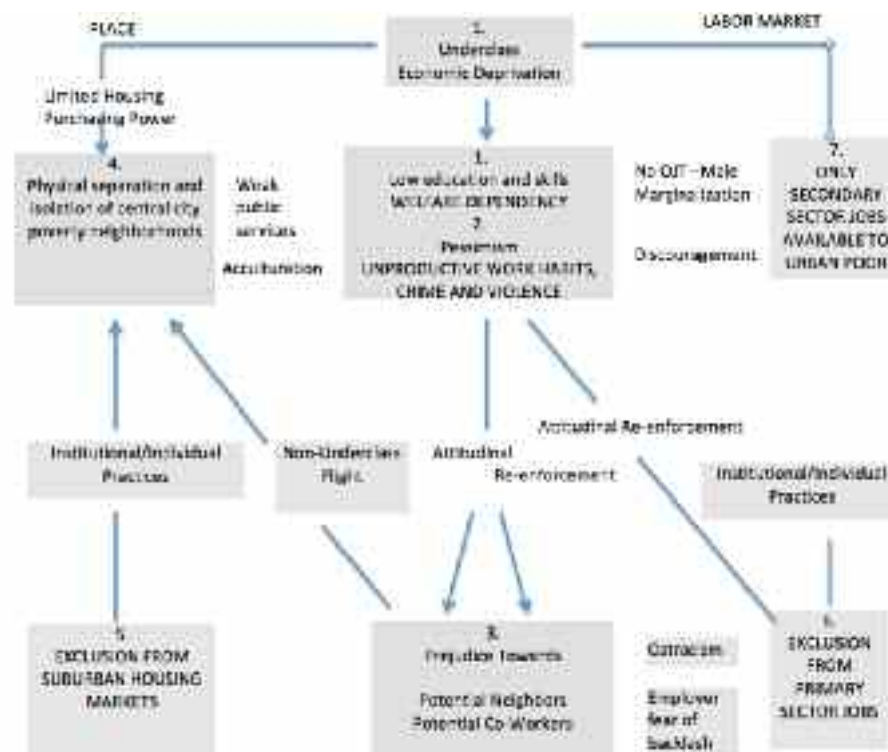 PLACE
LABOR MARKET
1.
Underclass
Economic Deprivation
Limited Housing
Purchasing Power
4.
Physical separation and
isolation of central city
poverty neighborhoods
Weak
public
services
Acculturation
1.
Low education and skills
WELFARE DEPENDENCY
2.
Pessimism
UNPRODUCTIVE WORK HABITS,
CRIME AND VIOLENCE
No OJT – Male
Marginalization
Discouragement
7.
ONLY
SECONDARY
SECTOR JOBS
AVAILABLE TO
URBAN POOR
Institutional/Individual
Practices
Non-Underclass
Flight
Attitudinal
Re-enforcement
Attitudinal Re-enforcement
Institutional/Individual
Practices
5
EXCLUSION FROM
SUBURBAN HOUSING
MARKETS
3.
Prejudice Towards
Potential Neighbors
Potential Co-Workers
Ostracism
Employer
fear of
backlash
6.
EXCLUSION
FROM
PRIMARY
SECTOR JOBS